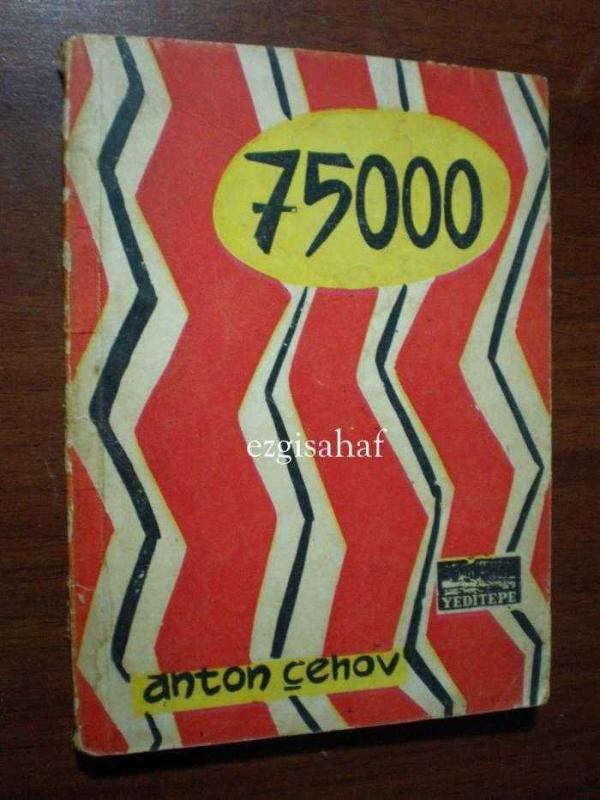 75000
ezgisahaf
YEDİTEPE
anton çehov